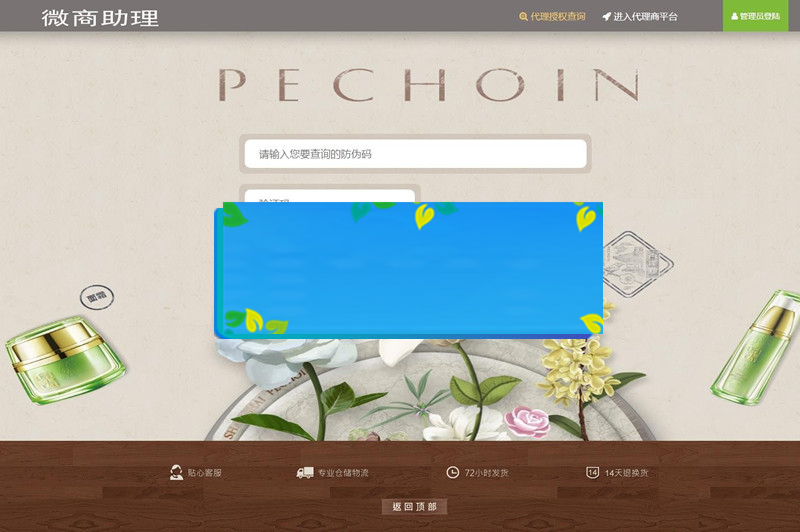 微商助理
代理授权查询
进入代理商平台
管理员登陆
PECHOIN
请输入您要查询的防伪码
面霜
贴心客服
专业仓储物流
72小时发货
14 14天退换货
返回顶部